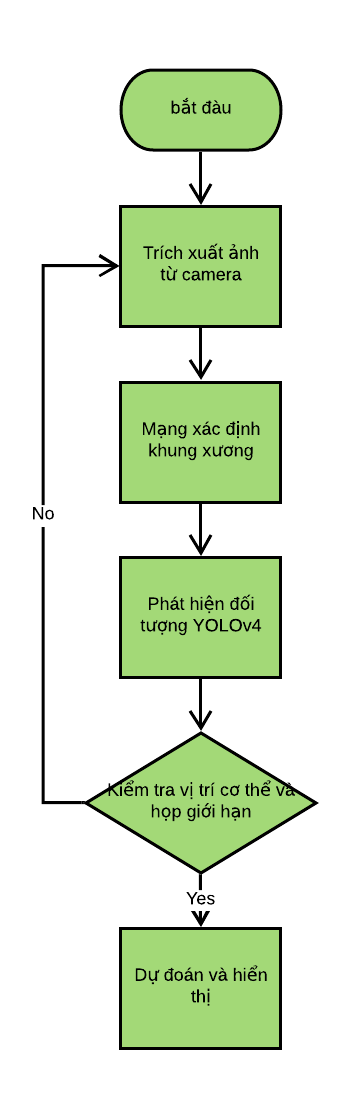 bắt đàu
Trích xuất ảnh
từ camera
Mạng xác định
khung xương
No
Phát hiện đối
tượng YOLOv4
Kiểm tra vị trí cơ thể và
họp giới hạn
Yes
Dự đoán và hiển
thị